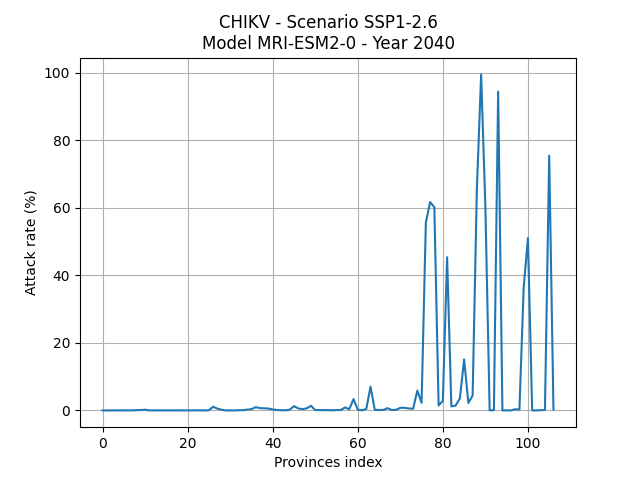 CHIKV - Scenario SSP1-2.6
Model MRI-ESM2-0 - Year 2040
Attack rate (%)
100
80
60
40
20
0
0 20 40 60 80 100
Provinces index